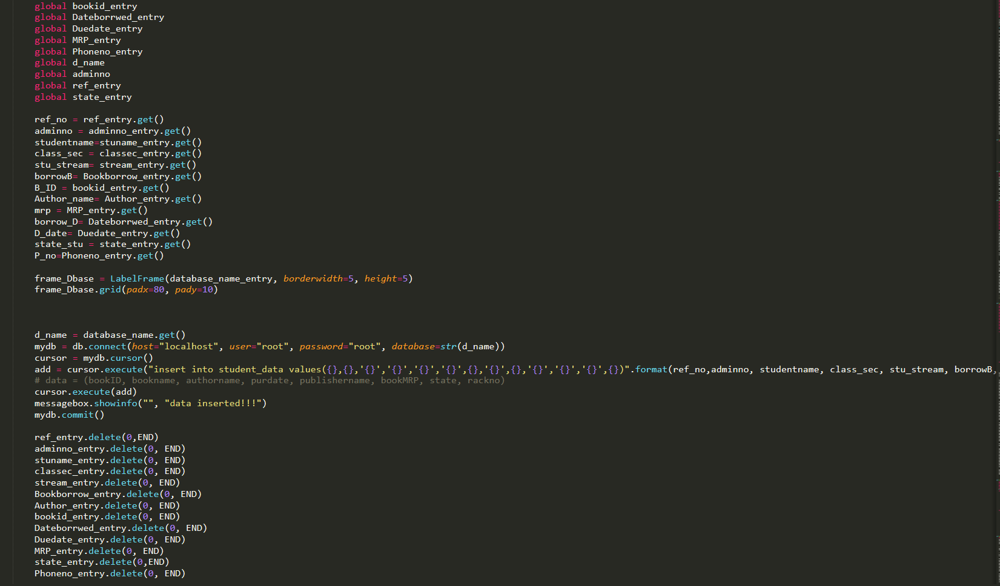 global bookid_entry
global Dateborrwed_entry
global Duedate_entry
global MRP_entry
global Phoneno_entry
global d_name
global adminno
global ref_entry
global state_entry
ref_no = ref_entry.get()
adminno = adminno_entry.get()
studentname=stuname_entry.get()
class_sec = classec_entry.get()
stu_stream= stream_entry.get()
borrowB= Bookborrow_entry.get()
B_ID = bookid_entry.get()
Author_name= Author_entry.get()
mrp = MRP_entry.get()
borrow_D= Dateborrwed_entry.get()
D_date= Duedate_entry.get()
state_stu = state_entry.get()
P_no=Phoneno_entry.get()
frame_Dbase = LabelFrame(database_name_entry, borderwidth=5, height=5)
frame_Dbase.grid(padx=80, pady=10)
d_name = database_name.get()
mydb = db.connect(host="localhost", user="root", password="root", database=str(d_name))
cursor = mydb.cursor()
add = cursor.execute("insert into student_data values({},{},'{}','{}','{}','{}',{},'{}',{},'{}','{}','{}',{})".format(ref_no,adminno, studentname, class_sec, stu_stream, borrowB,
# data = (bookID, bookname, authorname, purdate, publishername, bookMRP, state, rackno)
cursor.execute(add)
messagebox.showinfo("", "data inserted!!!")
mydb.commit()
ref_entry.delete(0,END)
adminno_entry.delete(0, END)
stuname_entry.delete(0, END)
classec_entry.delete(0, END)
stream_entry.delete(0, END)
Bookborrow_entry.delete(0, END)
Author_entry.delete(0, END)
bookid_entry.delete(0, END)
Dateborrwed_entry.delete(0, END)
Duedate_entry.delete(0, END)
MRP_entry.delete(0, END)
state_entry.delete(0,END)
Phoneno_entry.delete(0, END)